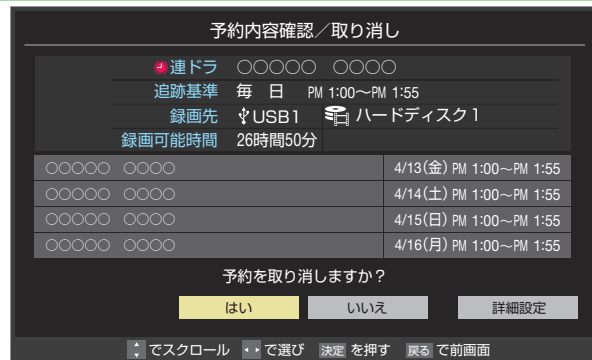 予約内容確認／取り消し
連ドラ ○○○○○ ○○○○
追跡基準 毎 日 PM 1:00～PM 1:55
録画先 USB1 ハードディスク1
録画可能時間 26時間50分
○○○○○ ○○○○ 4/13(金) PM 1:00～PM 1:55
○○○○○ ○○○○ 4/14(土) PM 1:00～PM 1:55
○○○○○ ○○○○ 4/15(日) PM 1:00～PM 1:55
○○○○○ ○○○○ 4/16(月) PM 1:00～PM 1:55
予約を取り消しますか？
はい いいえ 詳細設定
でスクロール で選び 決定 を押す 戻る で前画面